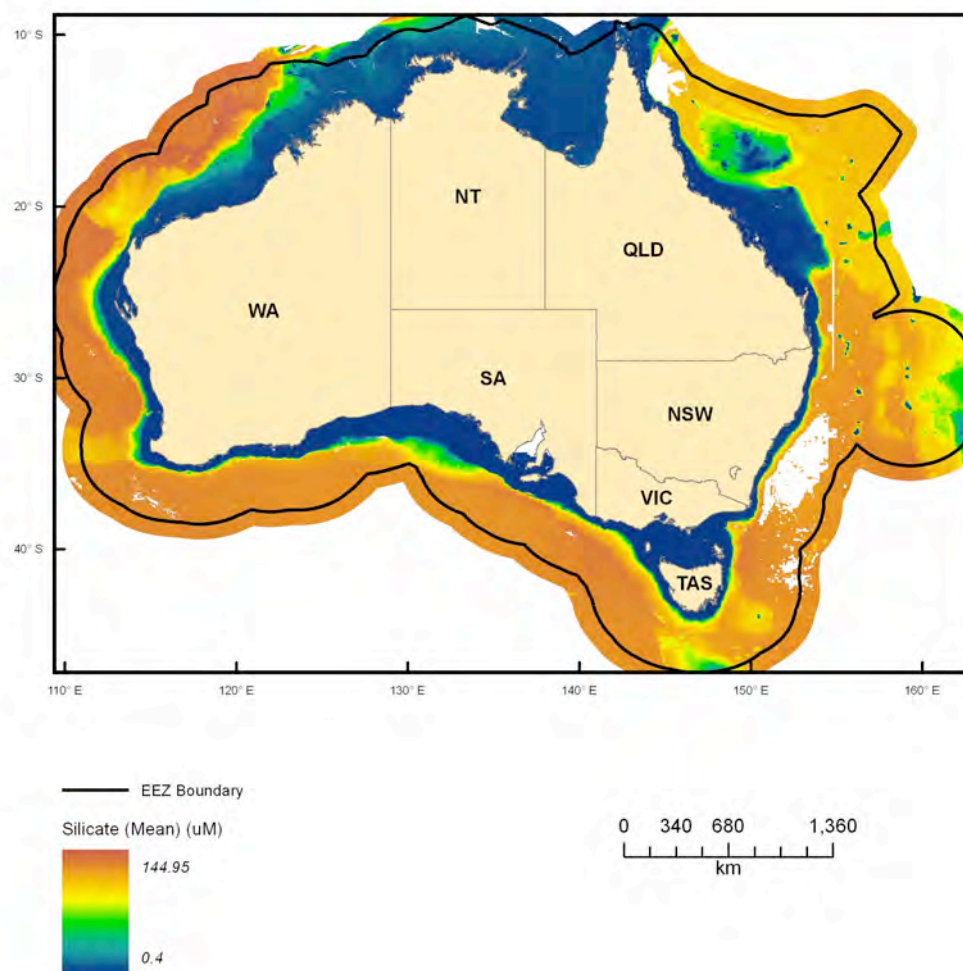 10° S
20° S
30° S
40° S
NT
QLD
WA
SA
NSW
VIC
TAS
110° E
120° E
130° E
140° E
150° E
160° E
EEZ Boundary
Silicate (Mean) (uM)
144.95
0.4
0 340 680 1,360
km